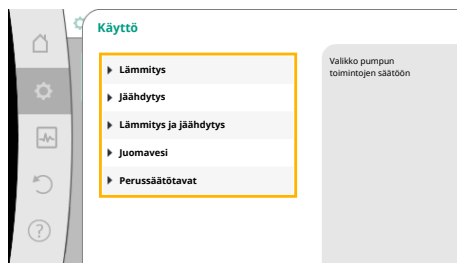 Käyttö
Lämmitys
Jäähdytys
Lämmitys ja jäähdytys
Juomavesi
Perussäätötavat
Valikko pumpun
toimintojen säätöön